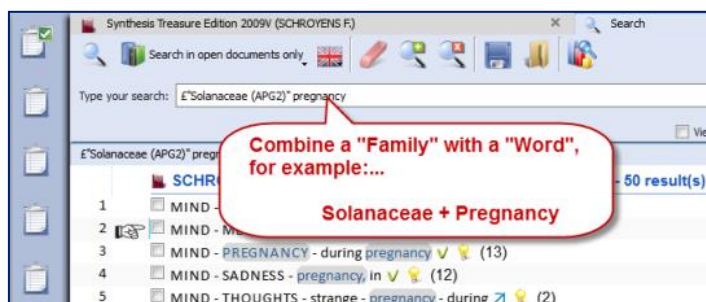 Synthesis Treasure Edition 2009V (SCHROYENS F.)
Search
Search in open documents only
Type your search: £"Solanaceae (APG2)" pregnancy
Combine a "Family" with a "Word",
for example:...
Solanaceae + Pregnancy
£"Solanaceae (APG2)"
- 50 result(s)
1 MIND -
2 MIND -
3 MIND - PREGNANCY - during pregnancy (13)
4 MIND - SADNESS - pregnancy, in (12)
5 MIND - THOUGHTS - strange - pregnancy - during (2)